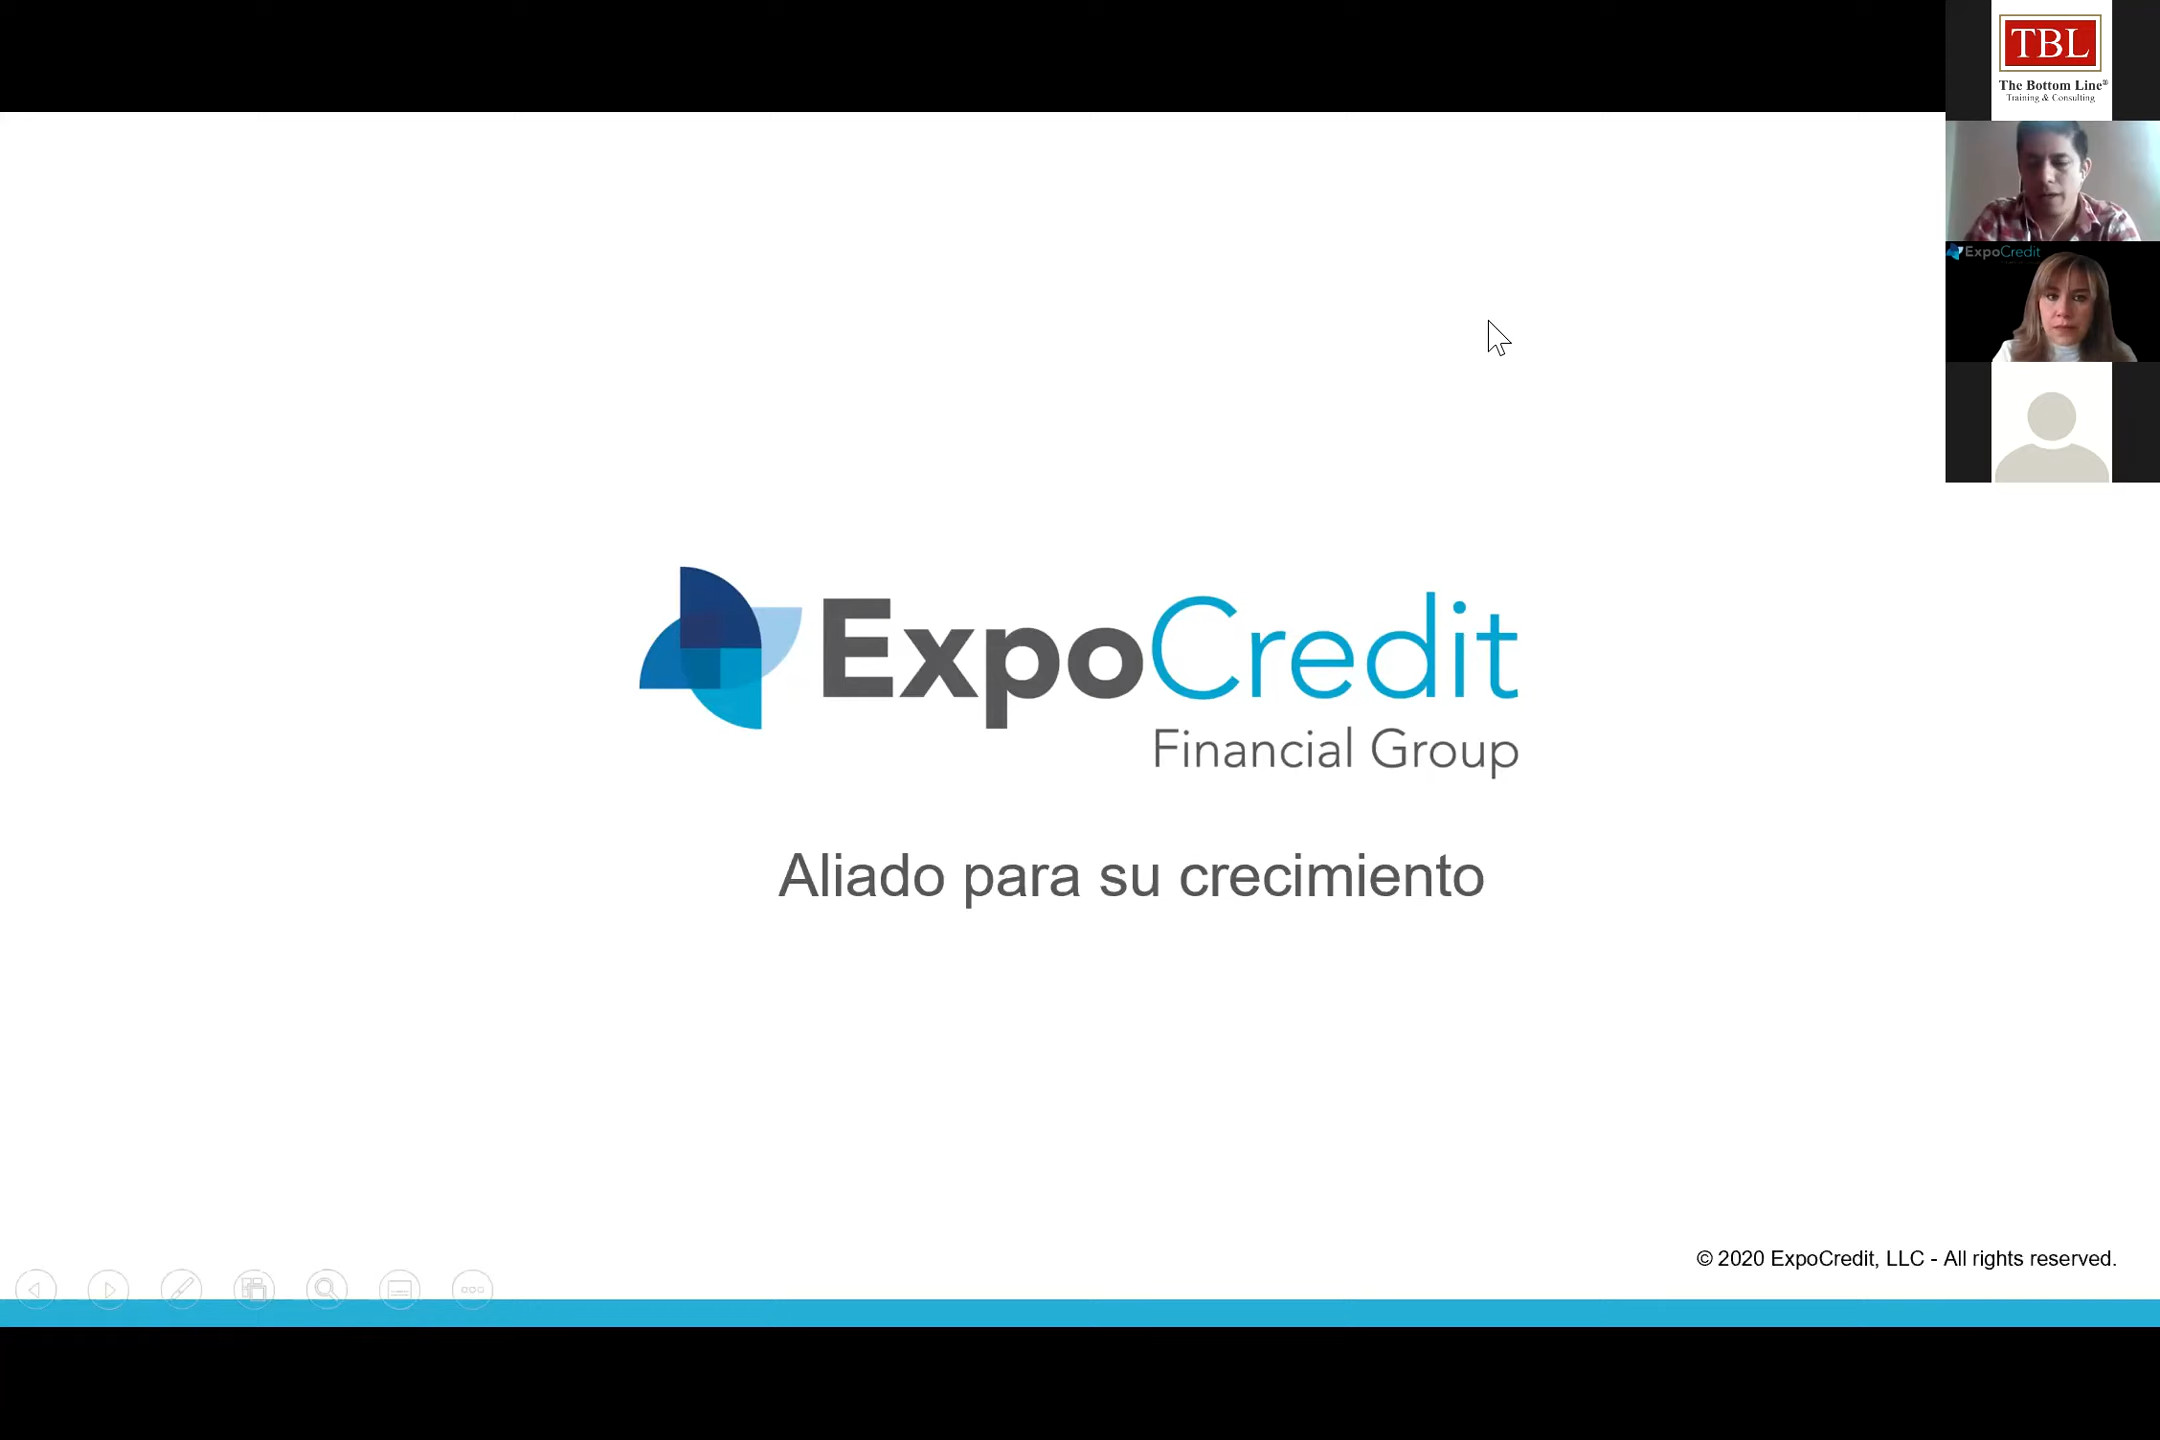 TBL
The Bottom Line®
Training & Consulting
ExpoCredit
ExpoCredit
Financial Group
Aliado para su crecimiento
© 2020 ExpoCredit, LLC - All rights reserved.